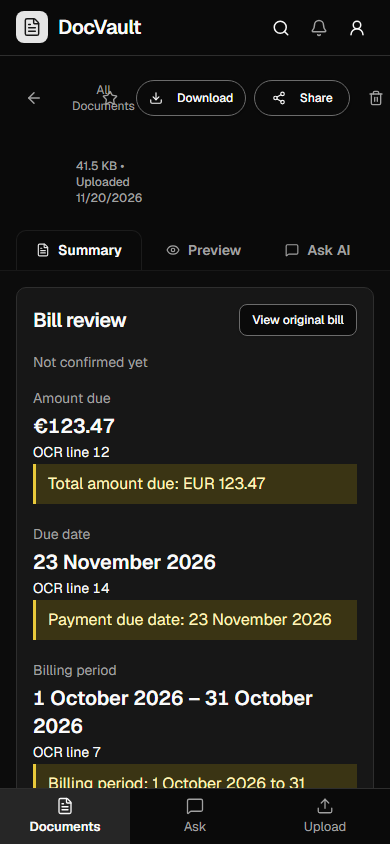 DocVault
All Documents
Download
Share
41.5 KB •
Uploaded
11/20/2026
Summary
Preview
Ask AI
Bill review
View original bill
Not confirmed yet
Amount due
€123.47
OCR line 12
Total amount due: EUR 123.47
Due date
23 November 2026
OCR line 14
Payment due date: 23 November 2026
Billing period
1 October 2026 – 31 October
2026
OCR line 7
Billing period: 1 October 2026 to 31
Documents
Ask
Upload